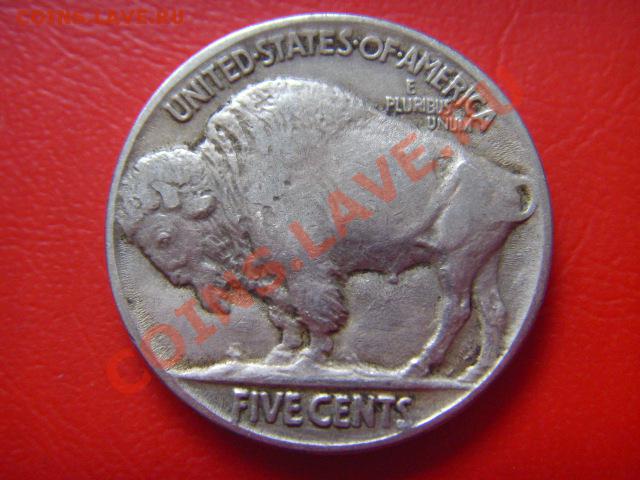 COINS.LAVE.RU
UNITED·STATES·OF·AMERICA
E
PLURIBUS
UNUM
FIVE CENTS
COINS.LAVE.RU